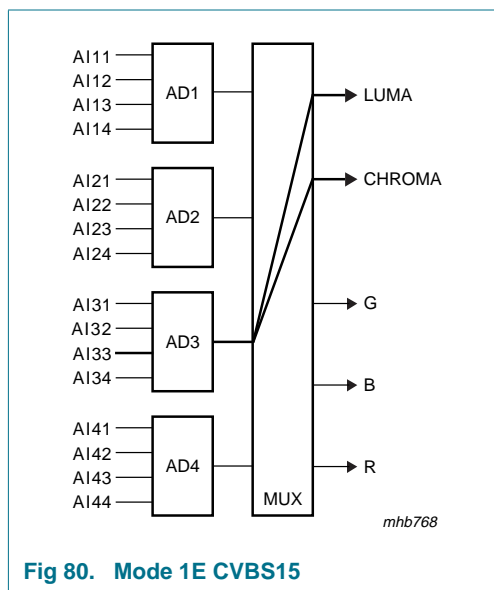 AI11
AI12
AI13
AI14
AD1
AI21
AI22
AI23
AI24
AD2
AI31
AI32
AI33
AI34
AD3
AI41
AI42
AI43
AI44
AD4
MUX
LUMA
CHROMA
G
B
R
mhb768
Fig 80. Mode 1E CVBS15